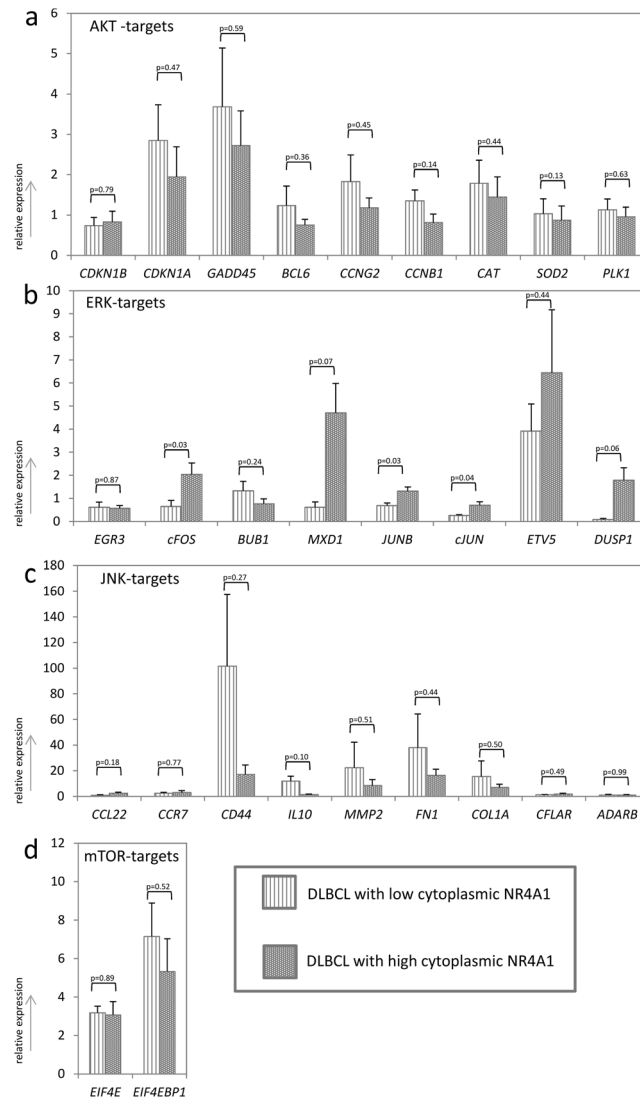 a
AKT -targets
6
5
4
3
2
1
0
relative expression
p=0.79
p=0.47
p=0.59
p=0.36
p=0.45
p=0.14
p=0.44
p=0.13
p=0.63
CDKN1B CDKN1A GADD45 BCL6 CCNG2 CCNB1 CAT SOD2 PLK1
b
ERK-targets
10
9
8
7
6
5
4
3
2
1
0
relative expression
p=0.87
p=0.03
p=0.24
p=0.07
p=0.03
p=0.04
p=0.44
p=0.06
EGR3 cFOS BUB1 MXD1 JUNB cJUN ETV5 DUSP1
c
JNK-targets
180
160
140
120
100
80
60
40
20
0
relative expression
p=0.18
p=0.77
p=0.27
p=0.10
p=0.51
p=0.44
p=0.50
p=0.49
p=0.99
CCL22 CCR7 CD44 IL10 MMP2 FN1 COL1A CFLAR ADARB
d
mTOR-targets
12
10
8
6
4
2
0
relative expression
p=0.89
p=0.52
EIF4E EIF4EBP1
DLBCL with low cytoplasmic NR4A1
DLBCL with high cytoplasmic NR4A1